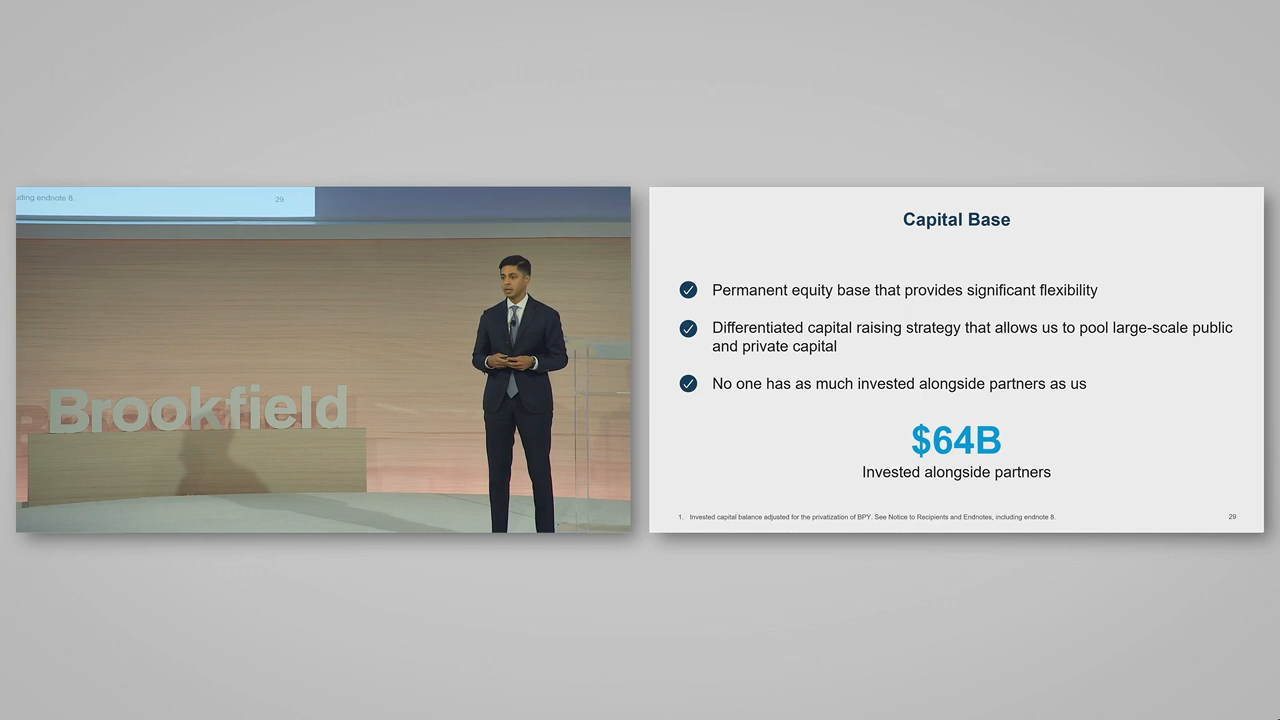 uding endnote 8.
29
Brookfield
Capital Base
Permanent equity base that provides significant flexibility
Differentiated capital raising strategy that allows us to pool large-scale public
and private capital
No one has as much invested alongside partners as us
$64B
Invested alongside partners
1. Invested capital balance adjusted for the privatization of BPY. See Notice to Recipients and Endnotes, including endnote 8.
29